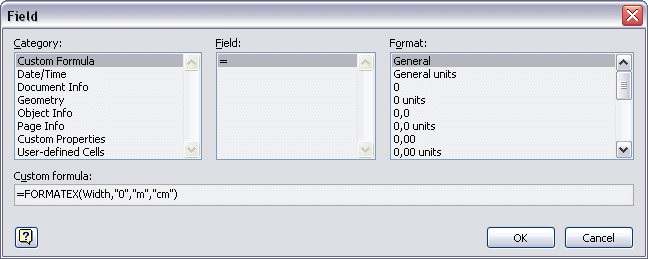 Field
Category:
Custom Formula
Date/Time
Document Info
Geometry
Object Info
Page Info
Custom Properties
User-defined Cells
Field:
=
Format:
General
General units
0
0 units
0,0
0,0 units
0,00
0,00 units
Custom formula:
=FORMATEX(Width,"0","m","cm")
?
OK
Cancel